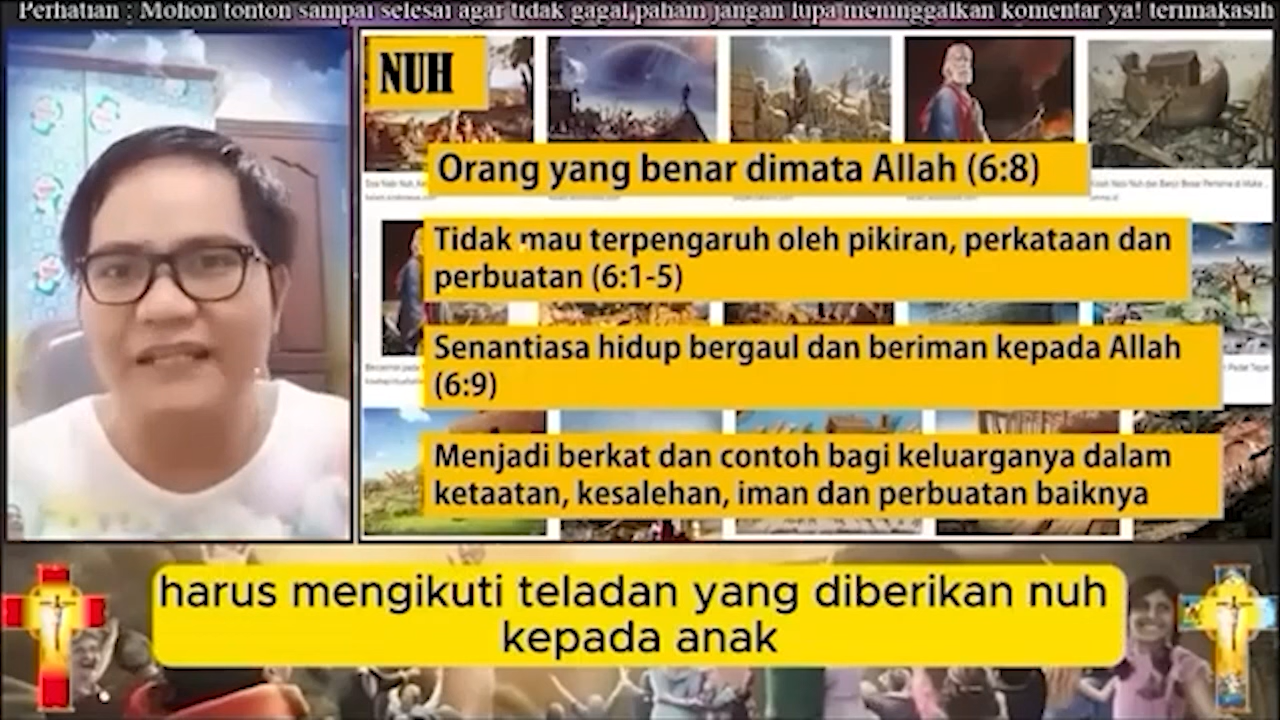 Perhatian : Mohon tonton sampai selesai agar tidak gagal paham jangan lupa meninggalkan komentar ya! terimakasih
NUH
Orang yang benar dimata Allah (6:8)
Tidak mau terpengaruh oleh pikiran, perkataan dan
perbuatan (6:1-5)
Senantiasa hidup bergaul dan beriman kepada Allah
(6:9)
Menjadi berkat dan contoh bagi keluarganya dalam
ketaatan, kesalehan, iman dan perbuatan baiknya
harus mengikuti teladan yang diberikan nuh
kepada anak